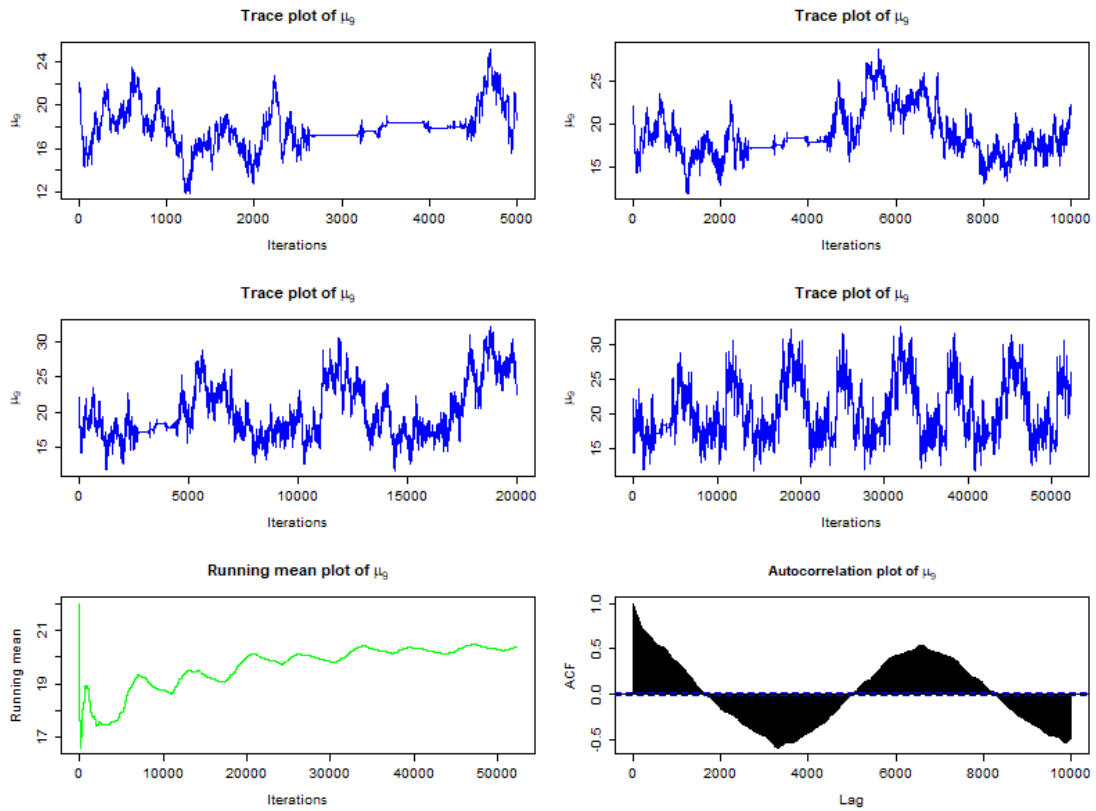 Trace plot of μ₉
μ₉
24
20
16
12
0 1000 2000 3000 4000 5000
Iterations
Trace plot of μ₉
μ₉
25
20
15
0 2000 4000 6000 8000 10000
Iterations
Trace plot of μ₉
μ₉
30
25
20
15
0 5000 10000 15000 20000
Iterations
Trace plot of μ₉
μ₉
30
25
20
15
0 10000 20000 30000 40000 50000
Iterations
Running mean plot of μ₉
Running mean
21
19
17
0 10000 20000 30000 40000 50000
Iterations
Autocorrelation plot of μ₉
ACF
1.0
0.5
0.0
-0.5
0 2000 4000 6000 8000 10000
Lag